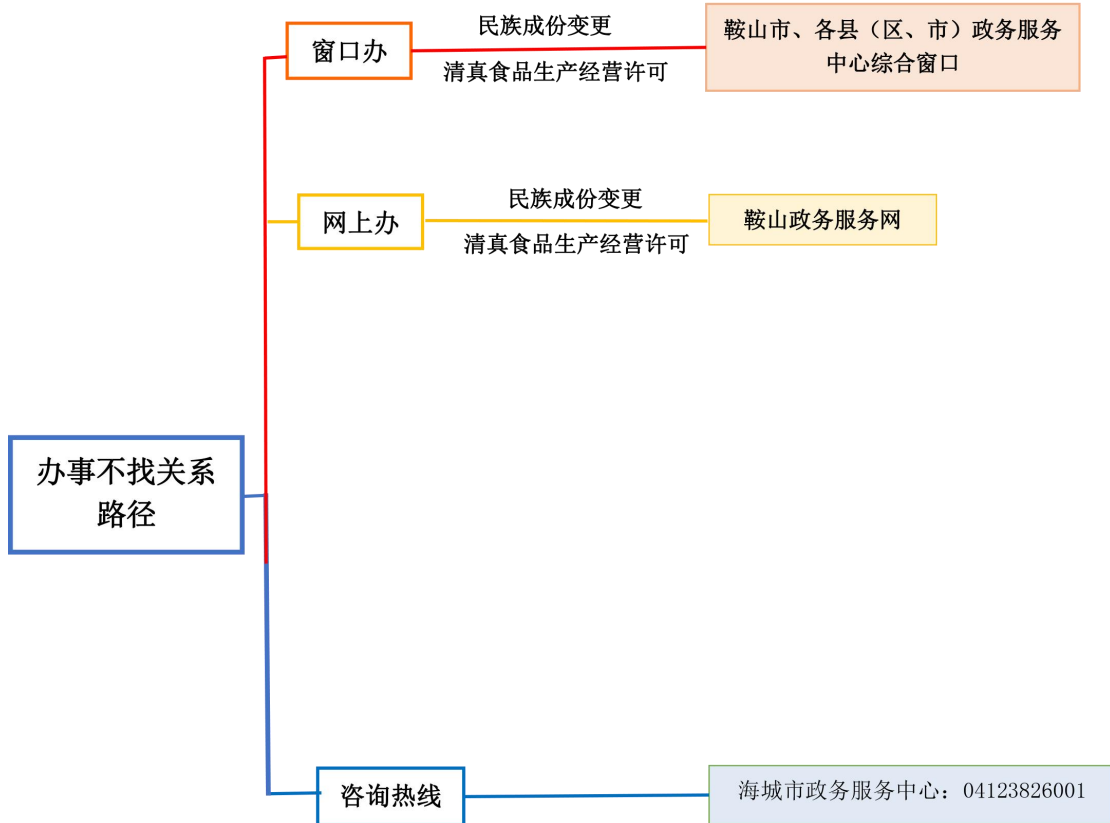 窗口办
民族成份变更
清真食品生产经营许可
鞍山市、各县（区、市）政务服务
中心综合窗口
网上办
民族成份变更
清真食品生产经营许可
鞍山政务服务网
办事不找关系
路径
咨询热线
海城市政务服务中心：04123826001